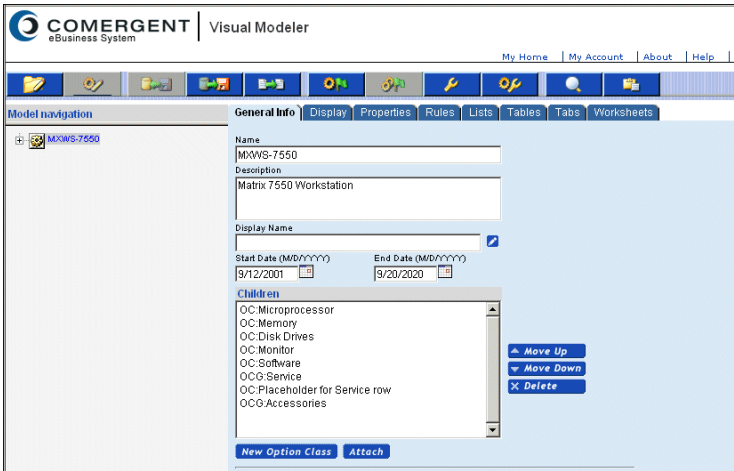 COMERGENT
eBusiness System
Visual Modeler
My Home | My Account | About | Help |
Model navigation
General Info Display Properties Rules Lists Tables Tabs Worksheets
MXWS-7550
Name
MXWS-7550
Description
Matrix 7550 Workstation
Display Name
Start Date (M/D/YYYY) End Date (M/D/YYYY)
9/12/2001 9/20/2020
Children
OC:Microprocessor
OC:Memory
OC:Disk Drives
OC:Monitor
OC:Software
OCG:Service
OC:Placeholder for Service row
OCG:Accessories
Move Up
Move Down
Delete
New Option Class Attach